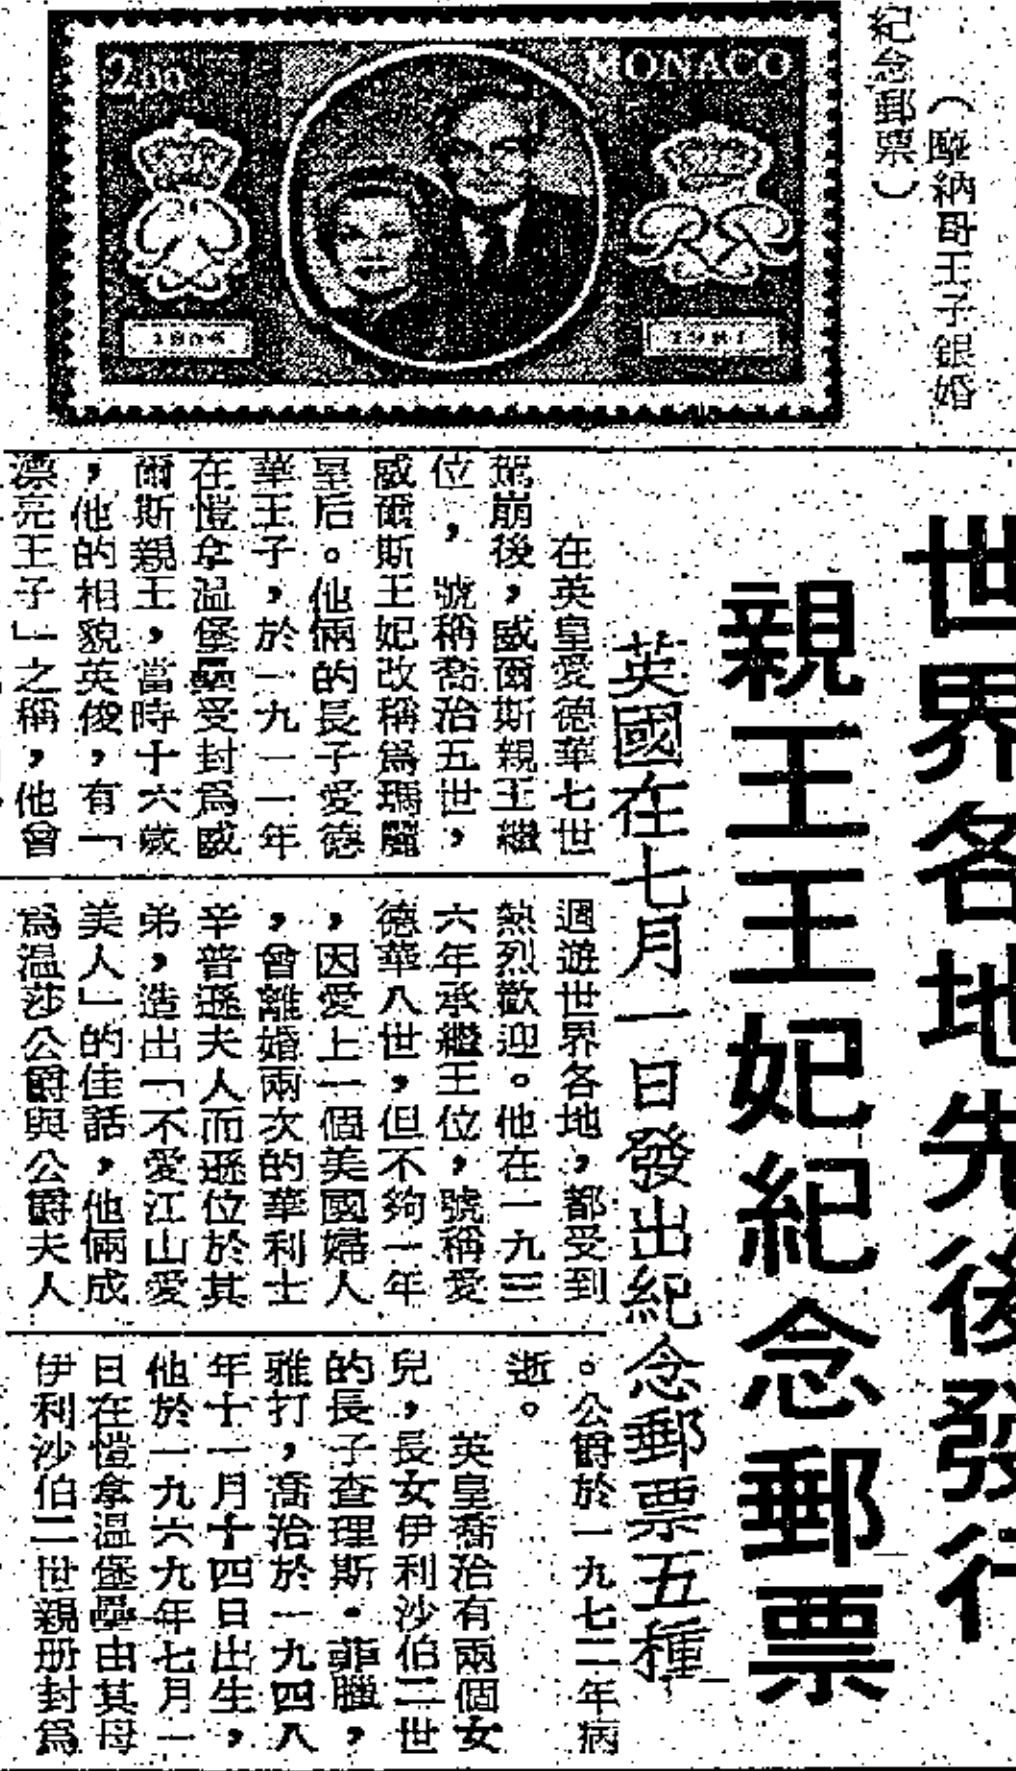 2.00
MONACO
1956
1981
納哥王子銀婚
紀念郵票）
世界各地先後發行
親王王妃紀念郵票
英國在七月一日發出紀念郵票五種
在英皇愛德華七世
駕崩後，威爾斯親王繼
位，號稱喬治五世，
威爾斯王妃改稱爲瑪麗
皇后。他倆的長子愛德
華王子，於一九一一年
在愷拿温堡壘受封爲威
爾斯親王，當時十六歲
，他的相貌英俊，有「
漂亮王子」之稱，他曾
週遊世界各地，都受到
熱烈歡迎。他在一九三
六年承繼王位，號稱愛
德華八世，但不夠一年
，因愛上一個美國婦人
，曾離婚兩次的華利士
辛普遜夫人而遜位於其
弟，造出「不愛江山愛
美人」的佳話，他倆成
爲温莎公爵與公爵夫人
。公爵於一九七二年病
逝。
英皇喬治有兩個女
兒，長女伊利沙伯二世
的長子查理斯・菲臘，
雅打，喬治於一九四八
年十一月十四日出生，
他於一九六九年七月一
日在愷拿温堡壘由其母
伊利沙伯二世親册封爲